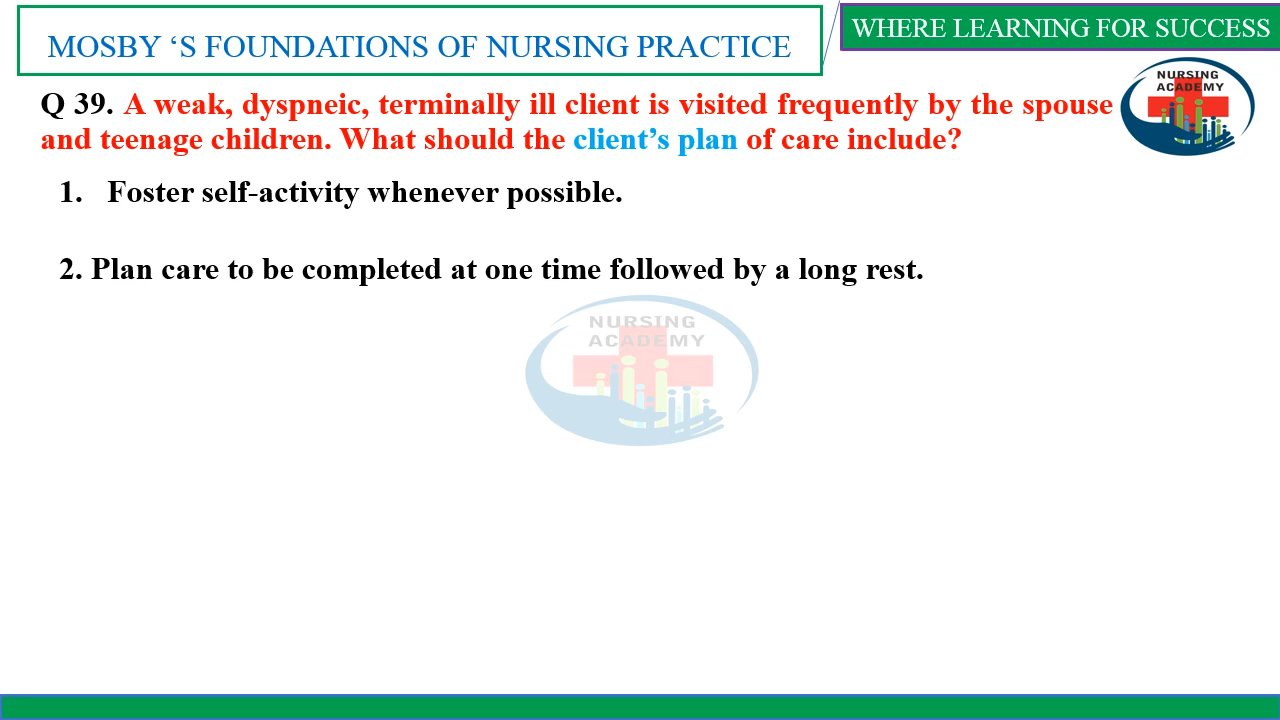 MOSBY ‘S FOUNDATIONS OF NURSING PRACTICE
WHERE LEARNING FOR SUCCESS
NURSING
ACADEMY
Q 39. A weak, dyspneic, terminally ill client is visited frequently by the spouse
and teenage children. What should the client’s plan of care include?
1. Foster self-activity whenever possible.
2. Plan care to be completed at one time followed by a long rest.
NURSING
ACADEMY